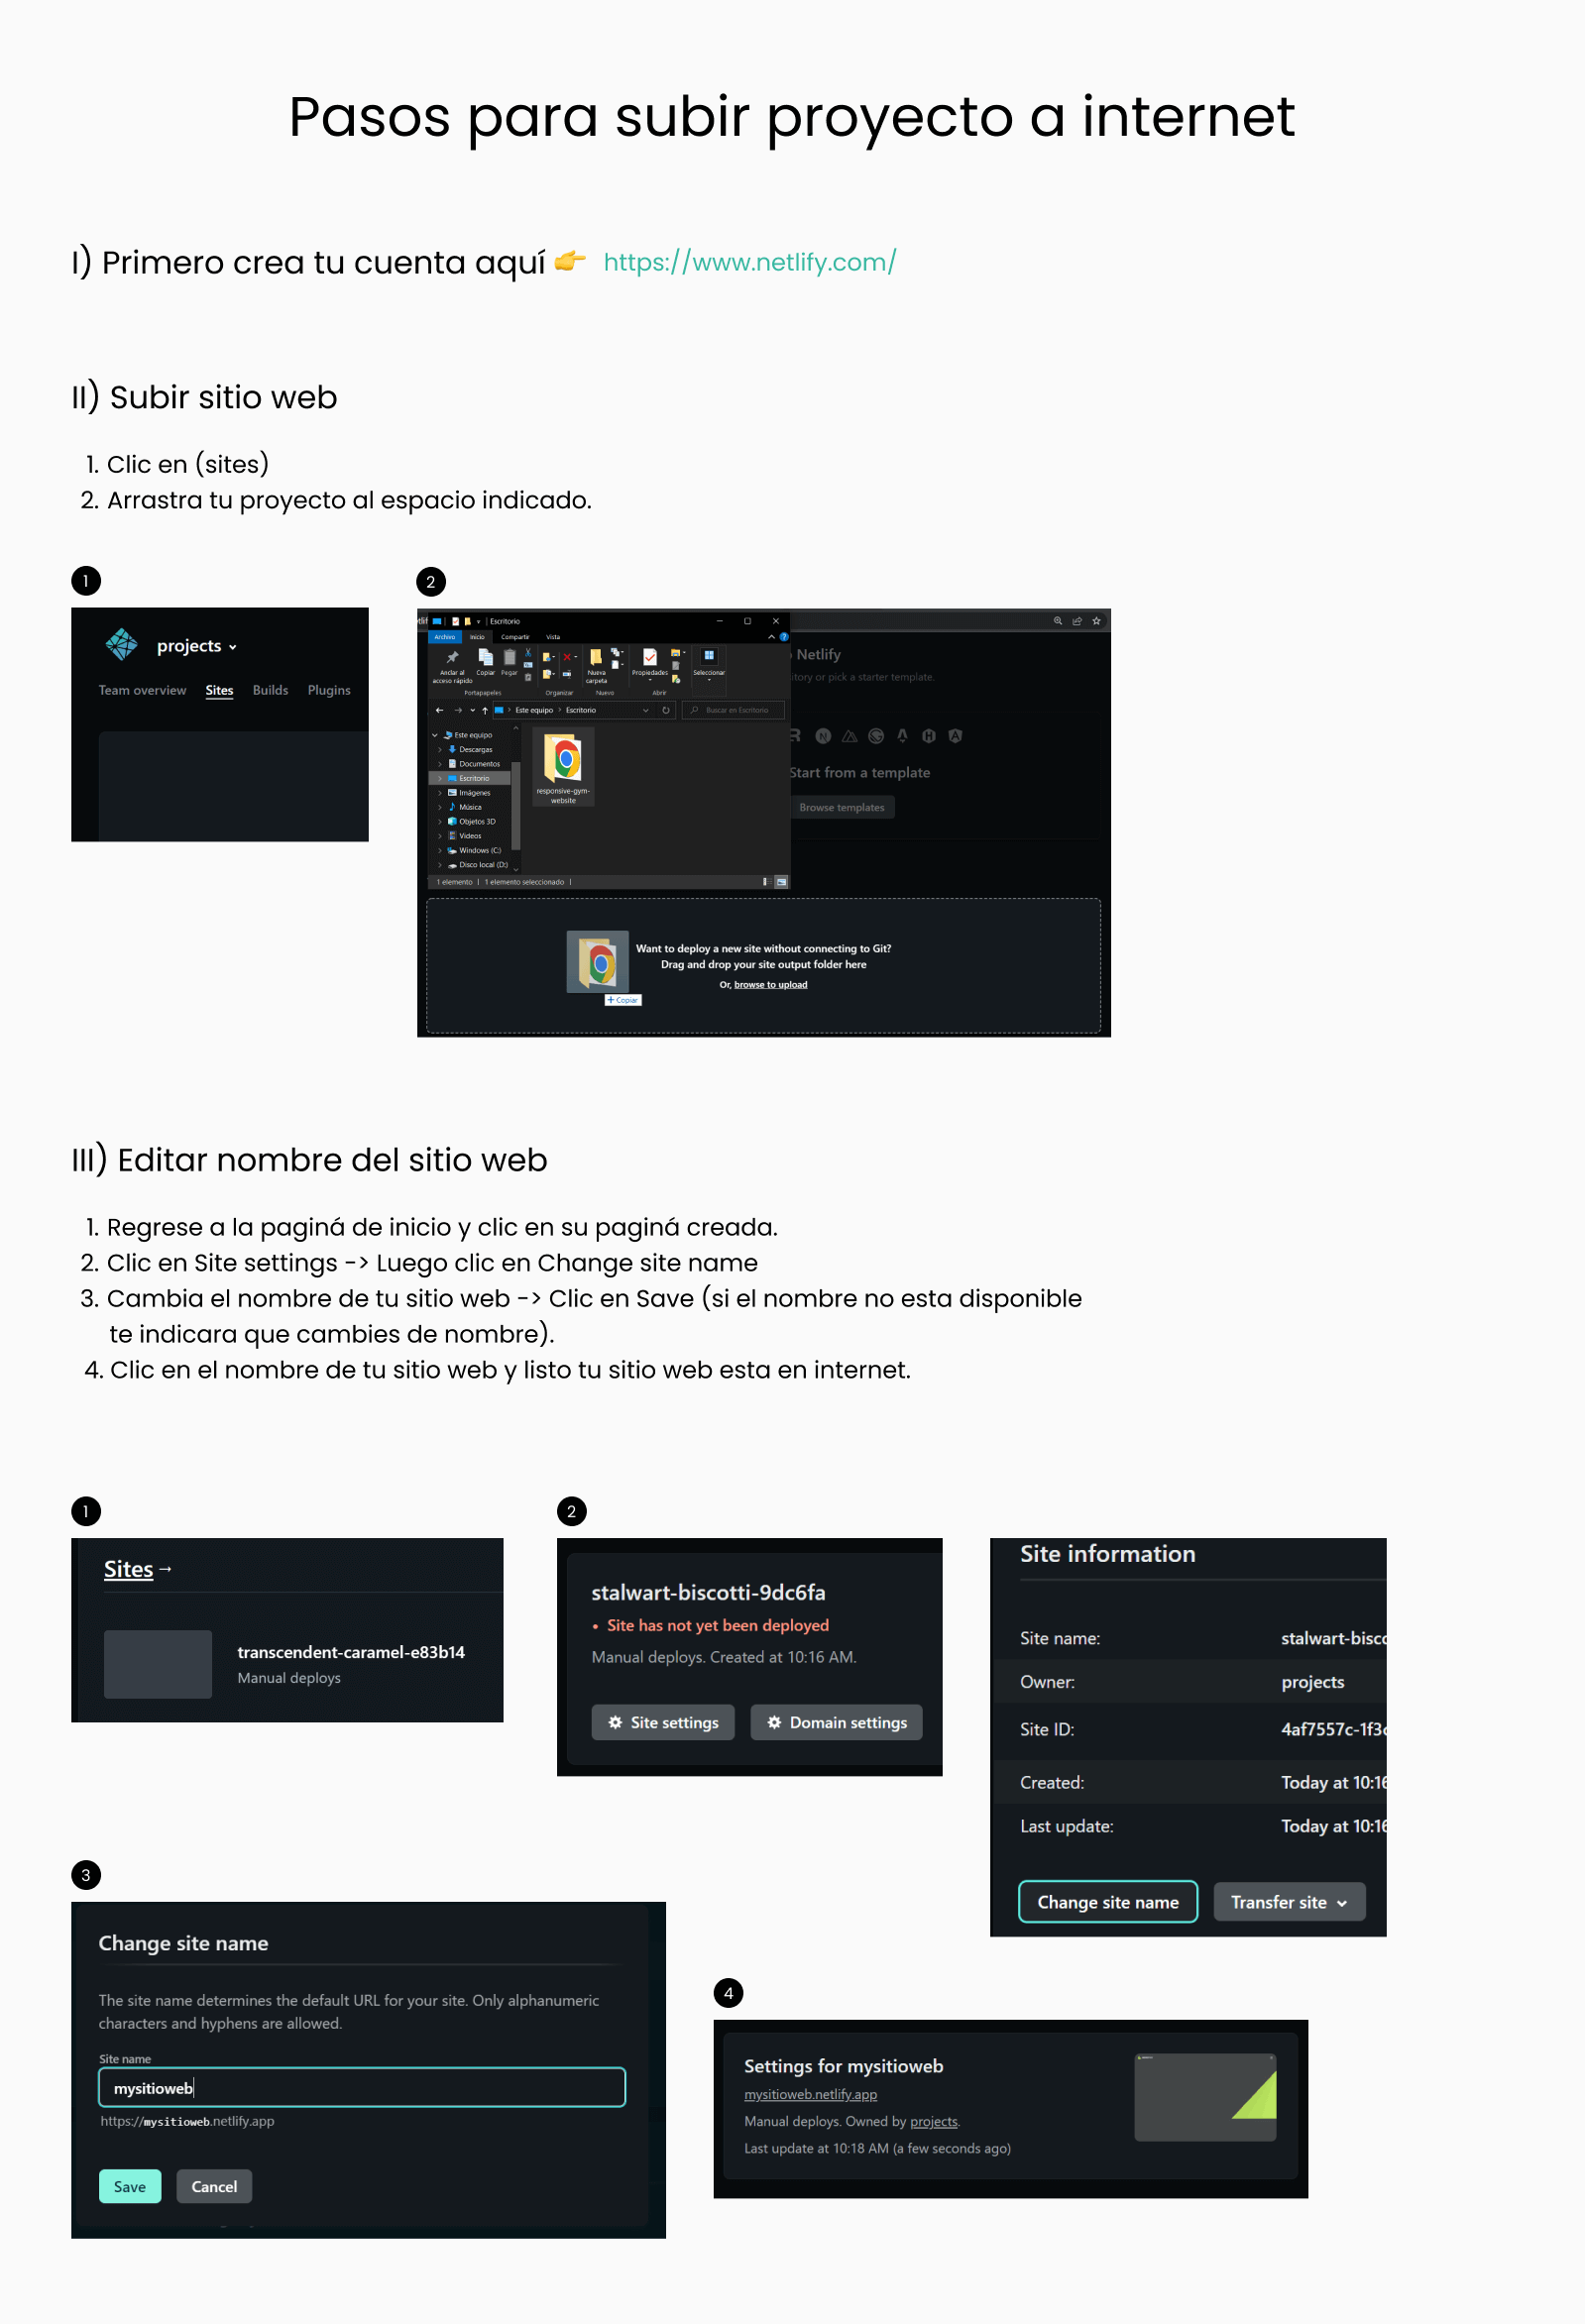 Pasos para subir proyecto a internet
I) Primero crea tu cuenta aquí 👉 https://www.netlify.com/
II) Subir sitio web
1. Clic en (sites)
2. Arrastra tu proyecto al espacio indicado.
1
projects
Team overview Sites Builds Plugins
2
Escritorio
Archivo Inicio Compartir Vista
Anclar al acceso rápido
Copiar
Pegar
Nueva carpeta
Propiedades
Seleccionar
Portapapeles Organizar Nuevo Abrir
Este equipo > Escritorio
Buscar en Escritorio
Este equipo
Descargas
Documentos
Escritorio
Imágenes
Música
Objetos 3D
Videos
Windows (C:)
Disco local (D:)
responsive-gym-
website
1 elemento | 1 elemento seleccionado |
Netlify
itory or pick a starter template.
Start from a template
Browse templates
Want to deploy a new site without connecting to Git?
Drag and drop your site output folder here
Or, browse to upload
+ Copiar
III) Editar nombre del sitio web
1. Regrese a la paginá de inicio y clic en su paginá creada.
2. Clic en Site settings -> Luego clic en Change site name
3. Cambia el nombre de tu sitio web -> Clic en Save (si el nombre no esta disponible
te indicara que cambies de nombre).
4. Clic en el nombre de tu sitio web y listo tu sitio web esta en internet.
1
Sites →
transcendent-caramel-e83b14
Manual deploys
2
stalwart-biscotti-9dc6fa
• Site has not yet been deployed
Manual deploys. Created at 10:16 AM.
Site settings Domain settings
Site information
Site name: stalwart-bisco
Owner: projects
Site ID: 4af7557c-1f3c
Created: Today at 10:16
Last update: Today at 10:16
Change site name Transfer site
3
Change site name
The site name determines the default URL for your site. Only alphanumeric
characters and hyphens are allowed.
Site name
mysitioweb
https://mysitioweb.netlify.app
Save Cancel
4
Settings for mysitioweb
mysitioweb.netlify.app
Manual deploys. Owned by projects.
Last update at 10:18 AM (a few seconds ago)